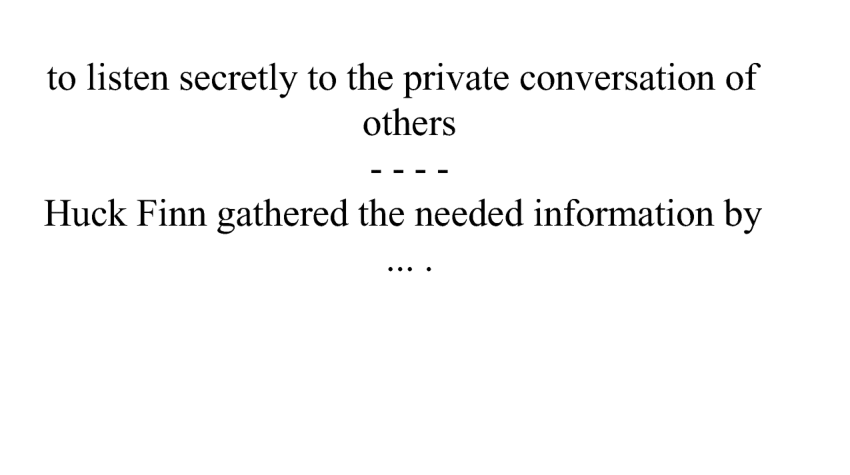 to listen secretly to the private conversation of
others
- - - -
Huck Finn gathered the needed information by
... .